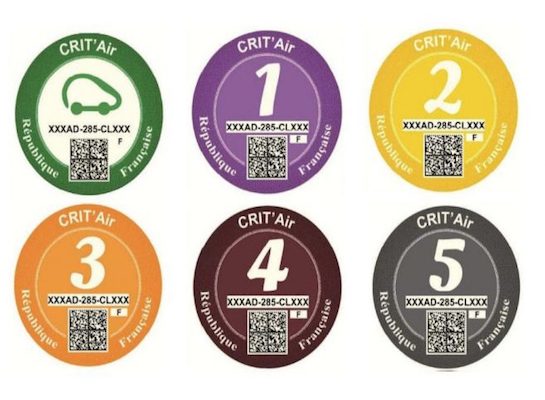 CRIT'Air
XXXAD-285-CLXXX
F
République Française
CRIT'Air
1
XXXAD-285-CLXXX
F
République Française
CRIT'Air
2
XXXAD-285-CLXXX
F
République Française
CRIT'Air
3
XXXAD-285-CLXXX
F
République Française
CRIT'Air
4
XXXAD-285-CLXXX
F
République Française
CRIT'Air
5
XXXAD-285-CLXXX
F
République Française